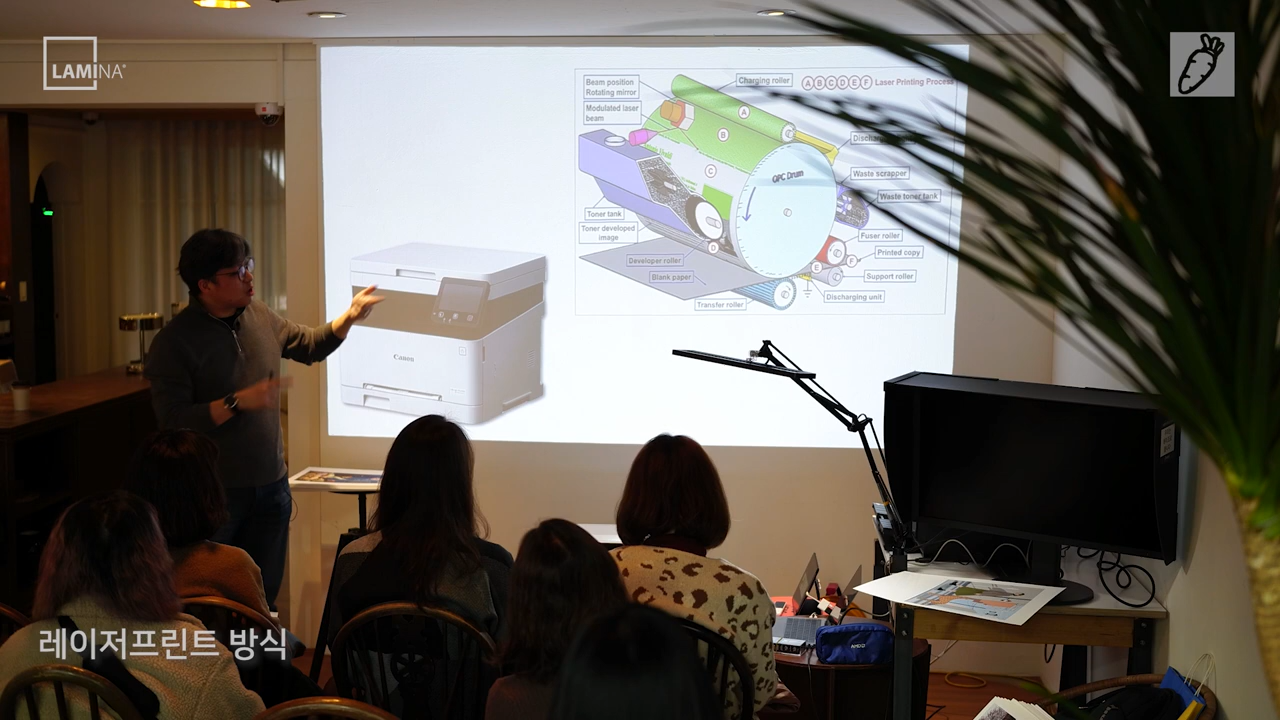 LAMINA
Beam position
Rotating mirror
Modulated laser
beam
Charging roller
A B C D E F Laser Printing Process
A
B
C
OPC Drum
Waste scrapper
Waste toner tank
Toner tank
Toner developed
image
Developer roller
Blank paper
D
Transfer roller
Fuser roller
Printed copy
E
F
Support roller
Discharging unit
Canon
레이저프린트 방식